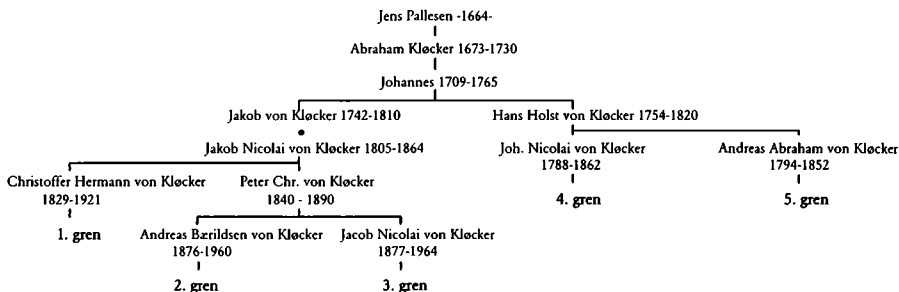 Jens Pallesen -1664-
Abraham Kløcker 1673-1730
Johannes 1709-1765
Jakob von Kløcker 1742-1810
Hans Holst von Kløcker 1754-1820
Jakob Nicolai von Kløcker 1805-1864
Joh. Nicolai von Kløcker
1788-1862
Andreas Abraham von Kløcker
1794-1852
Christoffer Hermann von Kløcker
1829-1921
Peter Chr. von Kløcker
1840 - 1890
4. gren
5. gren
1. gren
Andreas Bærildsen von Kløcker
1876-1960
Jacob Nicolai von Kløcker
1877-1964
2. gren
3. gren